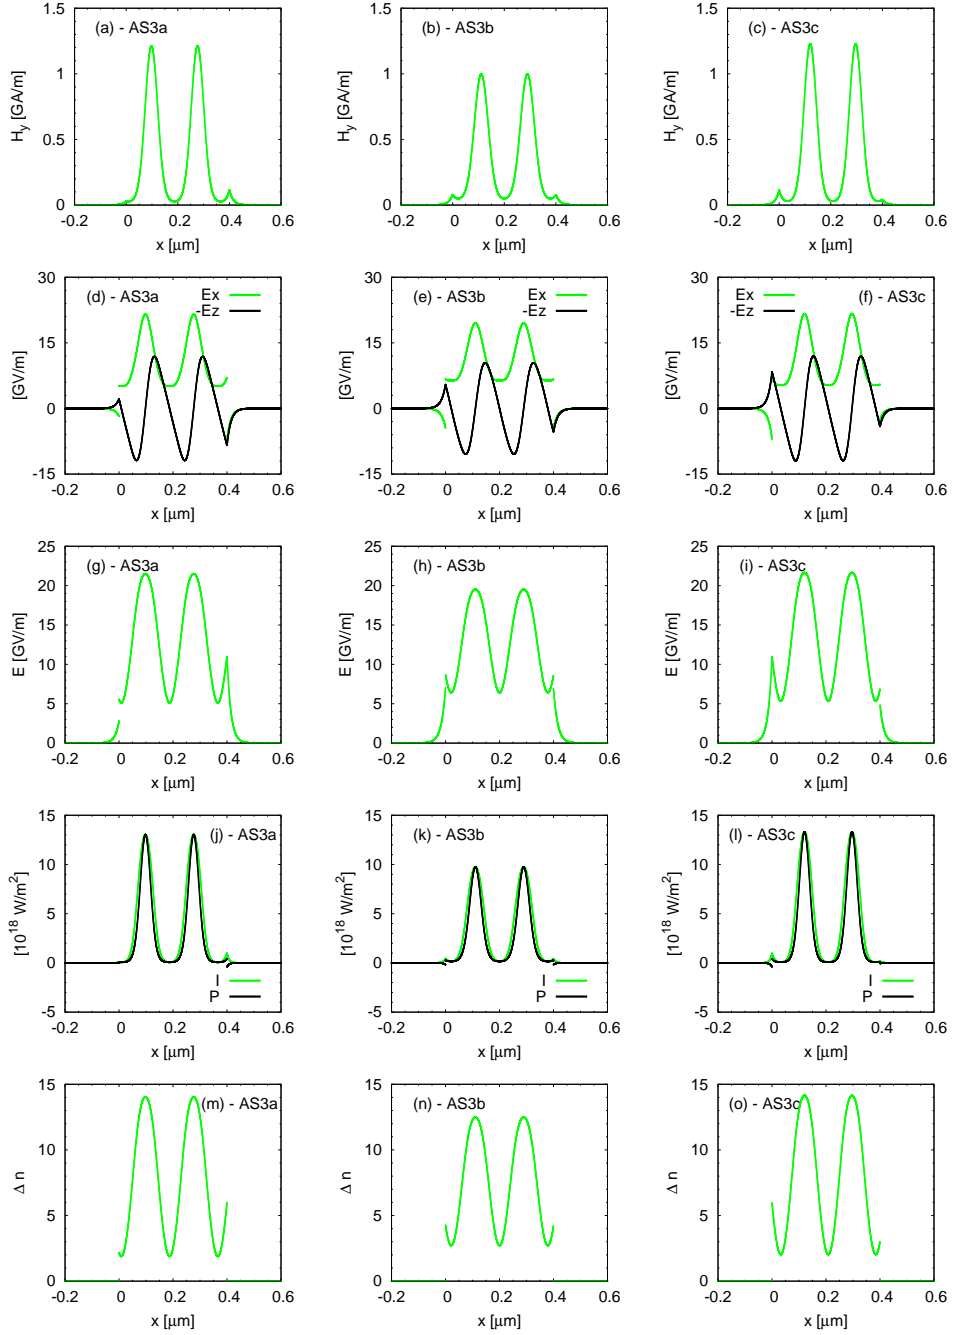 (a) - AS3a
H_y [GA/m]
1.5
1
0.5
0
-0.2 0 0.2 0.4 0.6
x [μm]
(b) - AS3b
H_y [GA/m]
1.5
1
0.5
0
-0.2 0 0.2 0.4 0.6
x [μm]
(c) - AS3c
H_y [GA/m]
1.5
1
0.5
0
-0.2 0 0.2 0.4 0.6
x [μm]
(d) - AS3a
Ex
-Ez
[GV/m]
30
15
0
-15
-0.2 0 0.2 0.4 0.6
x [μm]
(e) - AS3b
Ex
-Ez
[GV/m]
30
15
0
-15
-0.2 0 0.2 0.4 0.6
x [μm]
Ex
-Ez
(f) - AS3c
[GV/m]
30
15
0
-15
-0.2 0 0.2 0.4 0.6
x [μm]
(g) - AS3a
E [GV/m]
25
20
15
10
5
0
-0.2 0 0.2 0.4 0.6
x [μm]
(h) - AS3b
E [GV/m]
25
20
15
10
5
0
-0.2 0 0.2 0.4 0.6
x [μm]
(i) - AS3c
E [GV/m]
25
20
15
10
5
0
-0.2 0 0.2 0.4 0.6
x [μm]
(j) - AS3a
[10^18 W/m^2]
15
10
5
0
-5
I
P
-0.2 0 0.2 0.4 0.6
x [μm]
(k) - AS3b
[10^18 W/m^2]
15
10
5
0
-5
I
P
-0.2 0 0.2 0.4 0.6
x [μm]
(l) - AS3c
[10^18 W/m^2]
15
10
5
0
-5
I
P
-0.2 0 0.2 0.4 0.6
x [μm]
(m) - AS3a
Δ n
15
10
5
0
-0.2 0 0.2 0.4 0.6
x [μm]
(n) - AS3b
Δ n
15
10
5
0
-0.2 0 0.2 0.4 0.6
x [μm]
(o) - AS3c
Δ n
15
10
5
0
-0.2 0 0.2 0.4 0.6
x [μm]